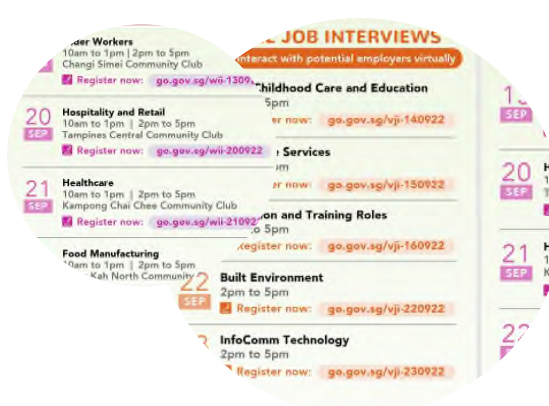 Workers
10am to 1pm | 2pm to 5pm
Changi Simei Community Club
Register now: go.gov.sg/wii-1309
20 SEP
Hospitality and Retail
10am to 1pm | 2pm to 5pm
Tampines Central Community Club
Register now: go.gov.sg/wii-200922
21 SEP
Healthcare
10am to 1pm | 2pm to 5pm
Kampong Chai Chee Community Club
Register now: go.gov.sg/wii-21092
Food Manufacturing
to 1pm | 2pm to 5pm
Kah North Community
JOB INTERVIEWS
interact with potential employers virtually
Childhood Care and Education
5pm
now: go.gov.sg/vji-140922
Services
now: go.gov.sg/vji-150922
and Training Roles
5pm
register now: go.gov.sg/vji-160922
22 SEP
Built Environment
2pm to 5pm
Register now: go.gov.sg/vji-220922
InfoComm Technology
2pm to 5pm
Register now: go.gov.sg/vji-230922
SEP
20
SEP
21
SEP
22